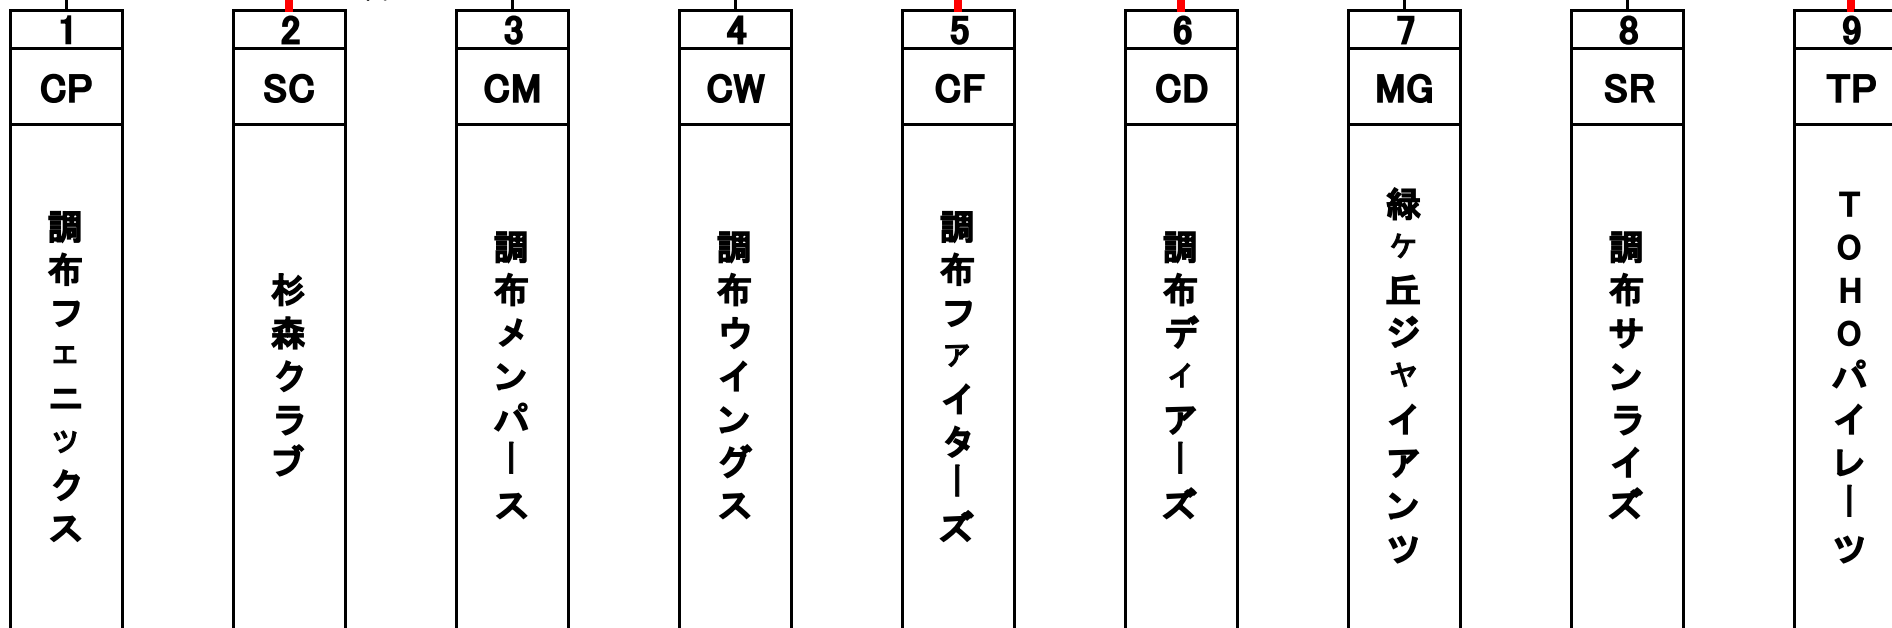 1
CP
調布フェニックス
2
SC
杉森クラブ
3
CM
調布メンパース
4
CW
調布ウイングス
5
CF
調布ファイターズ
6
CD
調布ディアーズ
7
MG
緑ヶ丘ジャイアンツ
8
SR
調布サンライズ
9
TP
TOHOパイレーツ